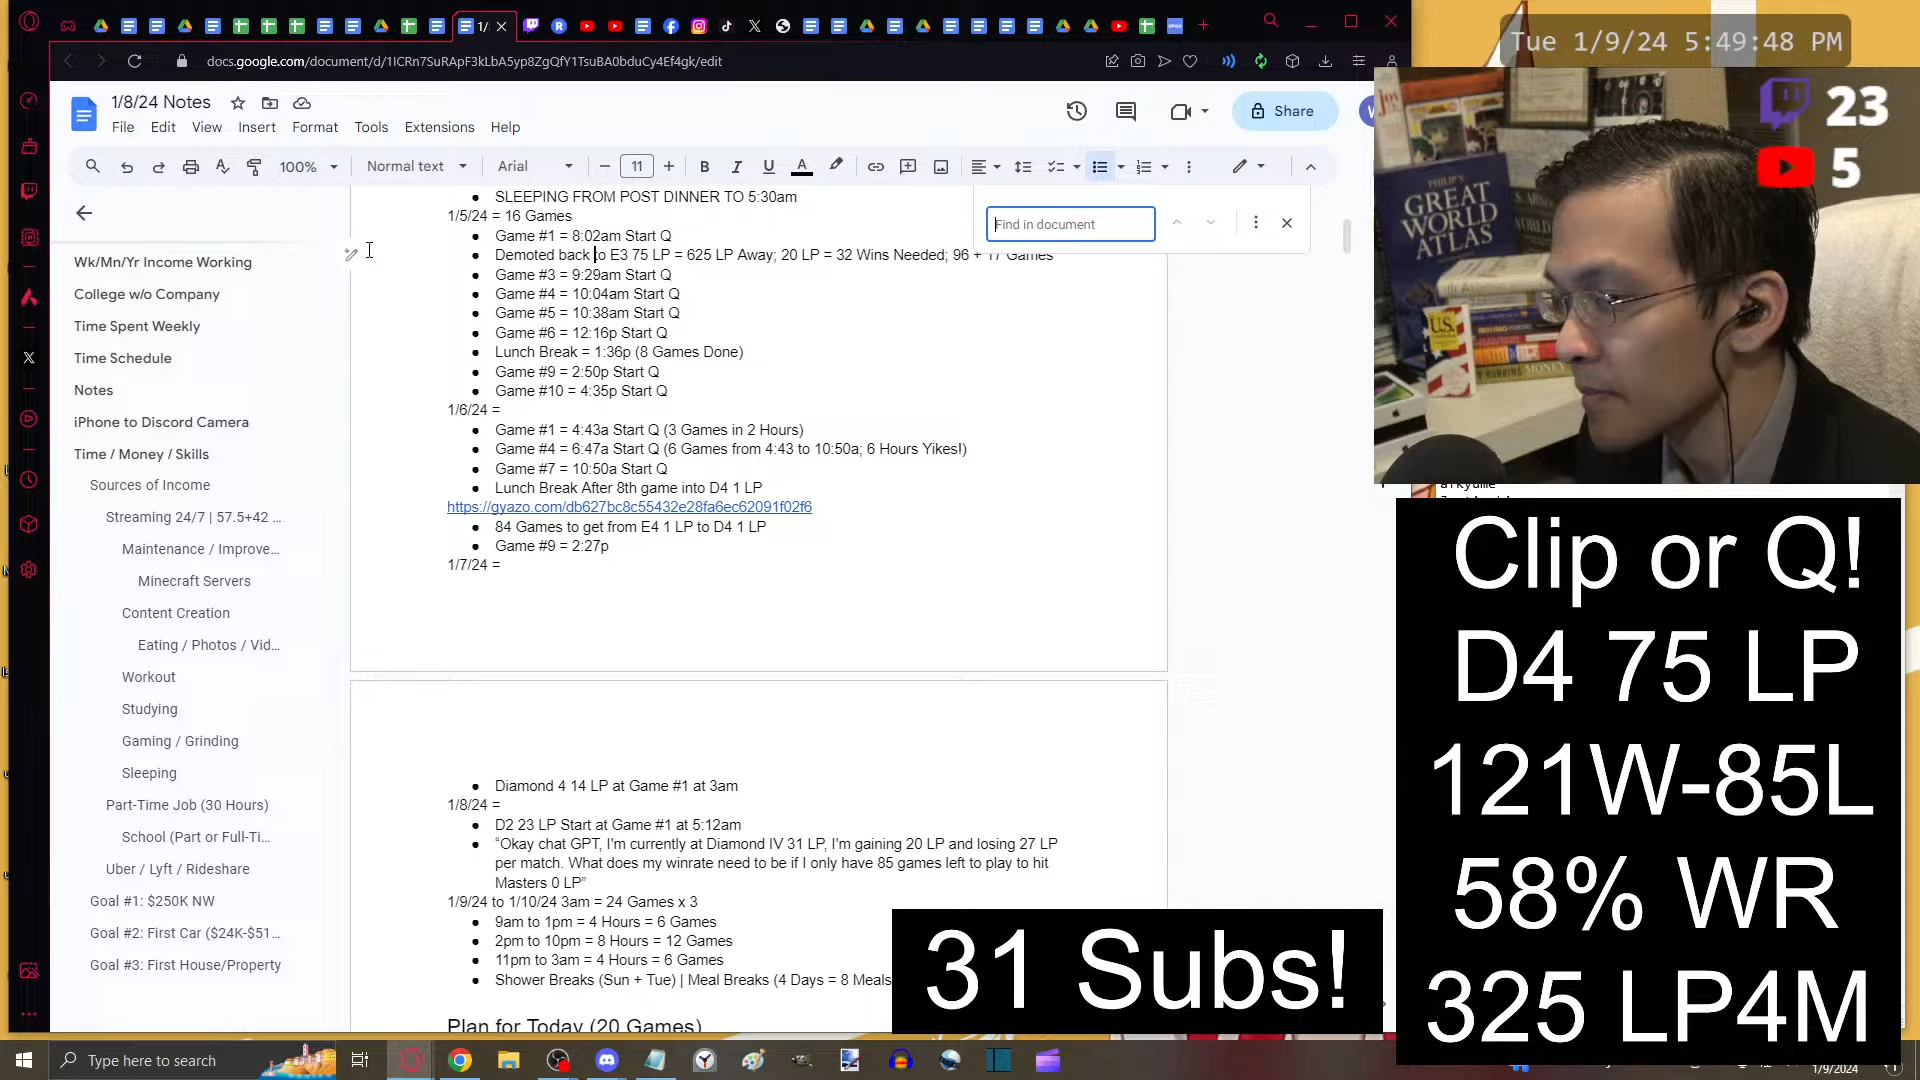 1/
docs.google.com/document/d/1ICRn7SuRApF3kLbA5yp8ZgQfY1TsuBA0bduCy4Ef4gk/edit
Tue 1/9/24 5:49:48 PM
23
5
1/8/24 Notes
File Edit View Insert Format Tools Extensions Help
Share
100% Normal text Arial 11
Find in document
Wk/Mn/Yr Income Working
College w/o Company
Time Spent Weekly
Time Schedule
Notes
iPhone to Discord Camera
Time / Money / Skills
Sources of Income
Streaming 24/7 | 57.5+42 ...
Maintenance / Improve...
Minecraft Servers
Content Creation
Eating / Photos / Vid...
Workout
Studying
Gaming / Grinding
Sleeping
Part-Time Job (30 Hours)
School (Part or Full-Ti...
Uber / Lyft / Rideshare
Goal #1: $250K NW
Goal #2: First Car ($24K-$51...
Goal #3: First House/Property
SLEEPING FROM POST DINNER TO 5:30am
1/5/24 = 16 Games
Game #1 = 8:02am Start Q
Demoted back to E3 75 LP = 625 LP Away; 20 LP = 32 Wins Needed; 96 + 17 Games
Game #3 = 9:29am Start Q
Game #4 = 10:04am Start Q
Game #5 = 10:38am Start Q
Game #6 = 12:16p Start Q
Lunch Break = 1:36p (8 Games Done)
Game #9 = 2:50p Start Q
Game #10 = 4:35p Start Q
1/6/24 =
Game #1 = 4:43a Start Q (3 Games in 2 Hours)
Game #4 = 6:47a Start Q (6 Games from 4:43 to 10:50a; 6 Hours Yikes!)
Game #7 = 10:50a Start Q
Lunch Break After 8th game into D4 1 LP
https://gyazo.com/db627bc8c55432e28fa6ec62091f02f6
84 Games to get from E4 1 LP to D4 1 LP
Game #9 = 2:27p
1/7/24 =
Diamond 4 14 LP at Game #1 at 3am
1/8/24 =
D2 23 LP Start at Game #1 at 5:12am
“Okay chat GPT, I'm currently at Diamond IV 31 LP, I'm gaining 20 LP and losing 27 LP
per match. What does my winrate need to be if I only have 85 games left to play to hit
Masters 0 LP”
1/9/24 to 1/10/24 3am = 24 Games x 3
9am to 1pm = 4 Hours = 6 Games
2pm to 10pm = 8 Hours = 12 Games
11pm to 3am = 4 Hours = 6 Games
Shower Breaks (Sun + Tue) | Meal Breaks (4 Days = 8 Meals
Plan for Today (20 Games)
PHILIP'S
GREAT
WORLD
ATLAS
U.S.
MONEY
Clip or Q!
D4 75 LP
121W-85L
58% WR
325 LP4M
31 Subs!
Type here to search
1/9/2024